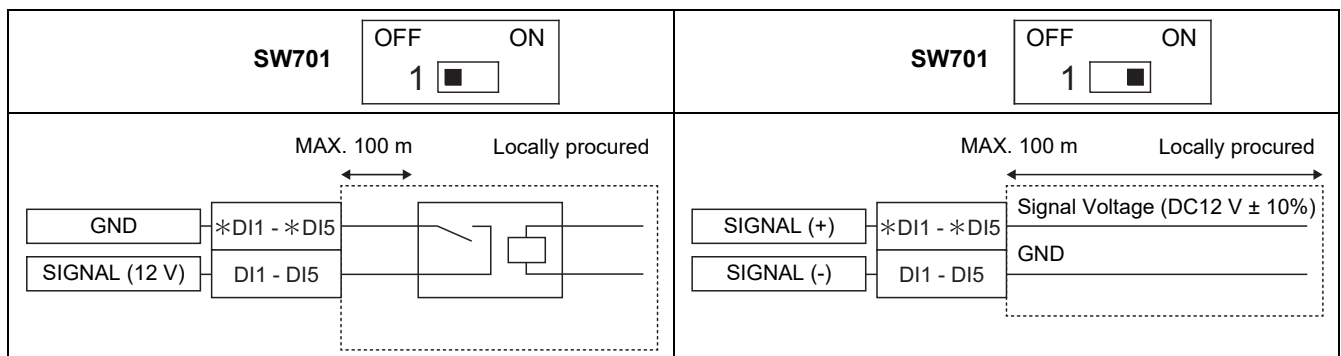 SW701
OFF ON
1
SW701
OFF ON
1
MAX. 100 m Locally procured
GND
*DI1 - *DI5
SIGNAL (12 V)
DI1 - DI5
MAX. 100 m Locally procured
Signal Voltage (DC12 V ± 10%)
SIGNAL (+)
*DI1 - *DI5
GND
SIGNAL (-)
DI1 - DI5